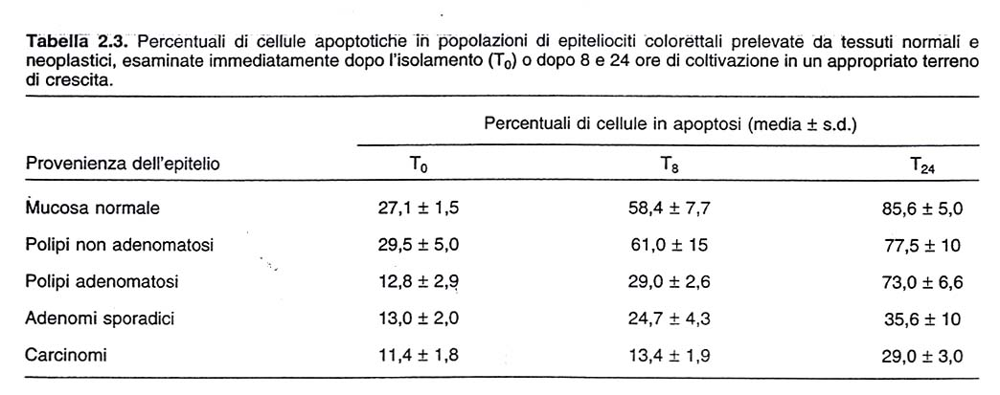 Tabella 2.3. Percentuali di cellule apoptotiche in popolazioni di epiteliociti colorettali prelevate da tessuti normali e
neoplastici, esaminate immediatamente dopo l'isolamento (T₀) o dopo 8 e 24 ore di coltivazione in un appropriato terreno
di crescita.
Percentuali di cellule in apoptosi (media ± s.d.)
Provenienza dell'epitelio T₀ T₈ T₂₄
Mucosa normale 27,1 ± 1,5 58,4 ± 7,7 85,6 ± 5,0
Polipi non adenomatosi 29,5 ± 5,0 61,0 ± 15 77,5 ± 10
Polipi adenomatosi 12,8 ± 2,9 29,0 ± 2,6 73,0 ± 6,6
Adenomi sporadici 13,0 ± 2,0 24,7 ± 4,3 35,6 ± 10
Carcinomi 11,4 ± 1,8 13,4 ± 1,9 29,0 ± 3,0